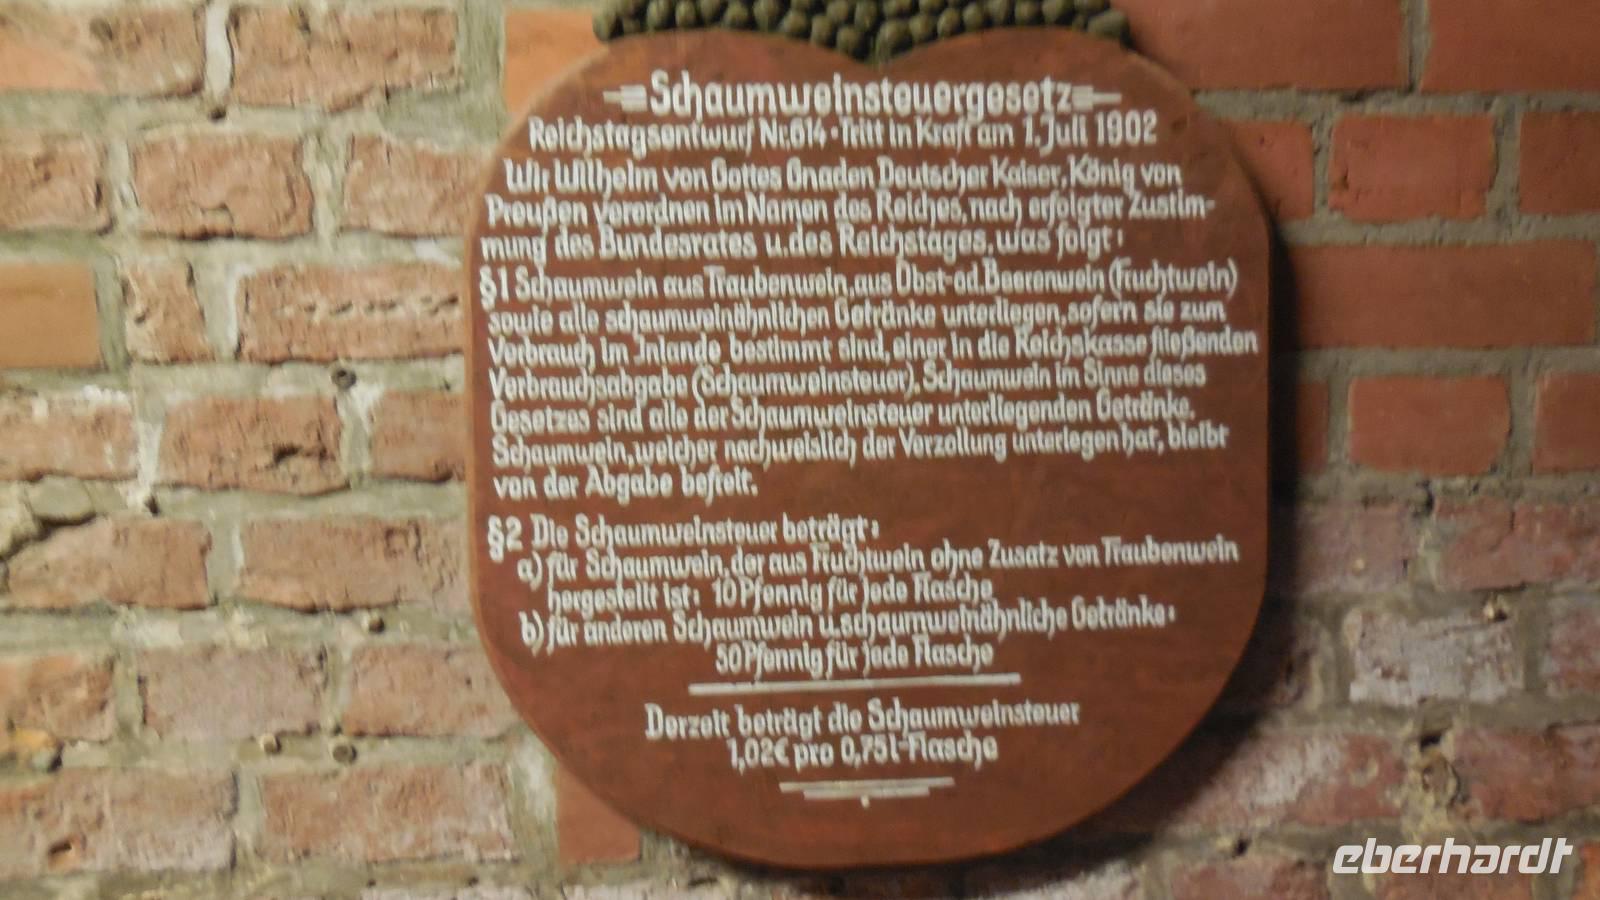 Schaumweinsteuergesetz
Reichstagsentwurf Nr.614 • Tritt in Kraft am 1. Juli 1902
Wir Wilhelm von Gottes Gnaden Deutscher Kaiser, König von
Preußen verordnen im Namen des Reiches, nach erfolgter Zustim-
mung des Bundesrates u. des Reichstages, was folgt:
§1 Schaumwein aus Traubenwein, aus Obst- od. Beerenwein (Fruchtwein)
sowie alle schaumweinähnlichen Getränke unterliegen, sofern sie zum
Verbrauch im Inlande bestimmt sind, einer in die Reichskasse fließenden
Verbrauchsabgabe (Schaumweinsteuer). Schaumwein im Sinne dieses
Gesetzes sind alle der Schaumweinsteuer unterliegenden Getränke.
Schaumwein, welcher nachweislich der Verzollung unterlegen hat, bleibt
von der Abgabe befreit.
§2 Die Schaumweinsteuer beträgt:
a) für Schaumwein, der aus Fruchtwein ohne Zusatz von Traubenwein
hergestellt ist: 10 Pfennig für jede Flasche
b) für anderen Schaumwein u. schaumweinähnliche Getränke:
50 Pfennig für jede Flasche
Derzeit beträgt die Schaumweinsteuer
1,02€ pro 0,75 l-Flasche
eberhardt